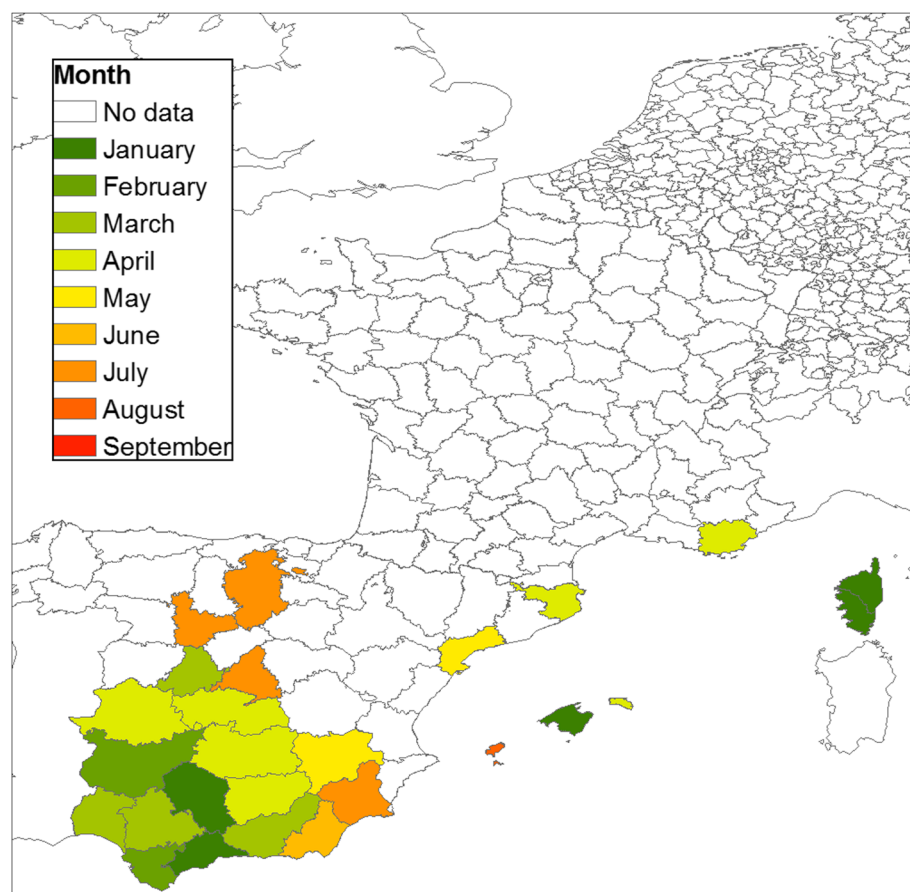 Month
No data
January
February
March
April
May
June
July
August
September